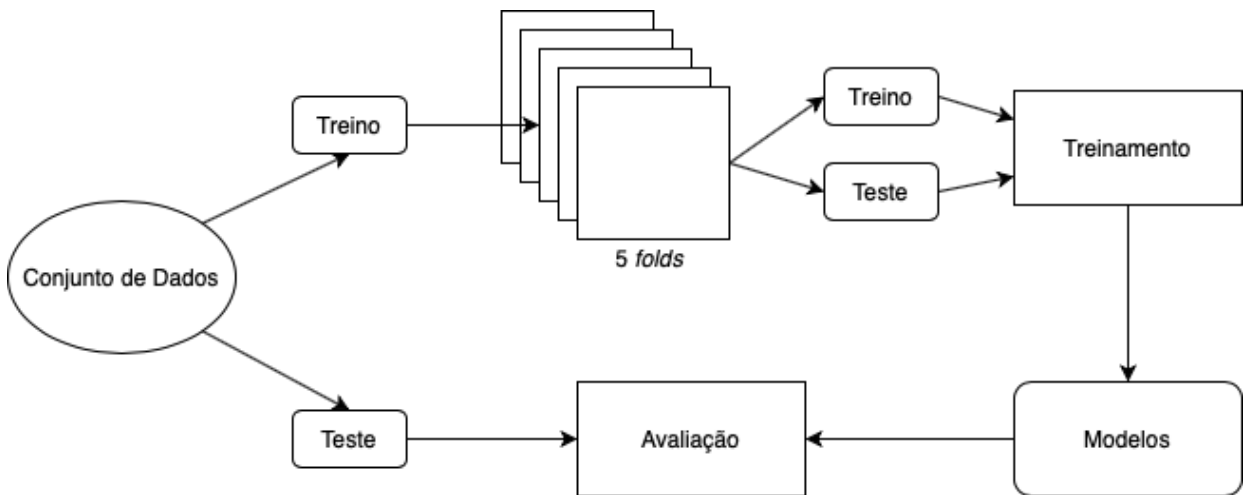 Treino
Treino
Treinamento
Teste
5 folds
Conjunto de Dados
Teste
Avaliação
Modelos